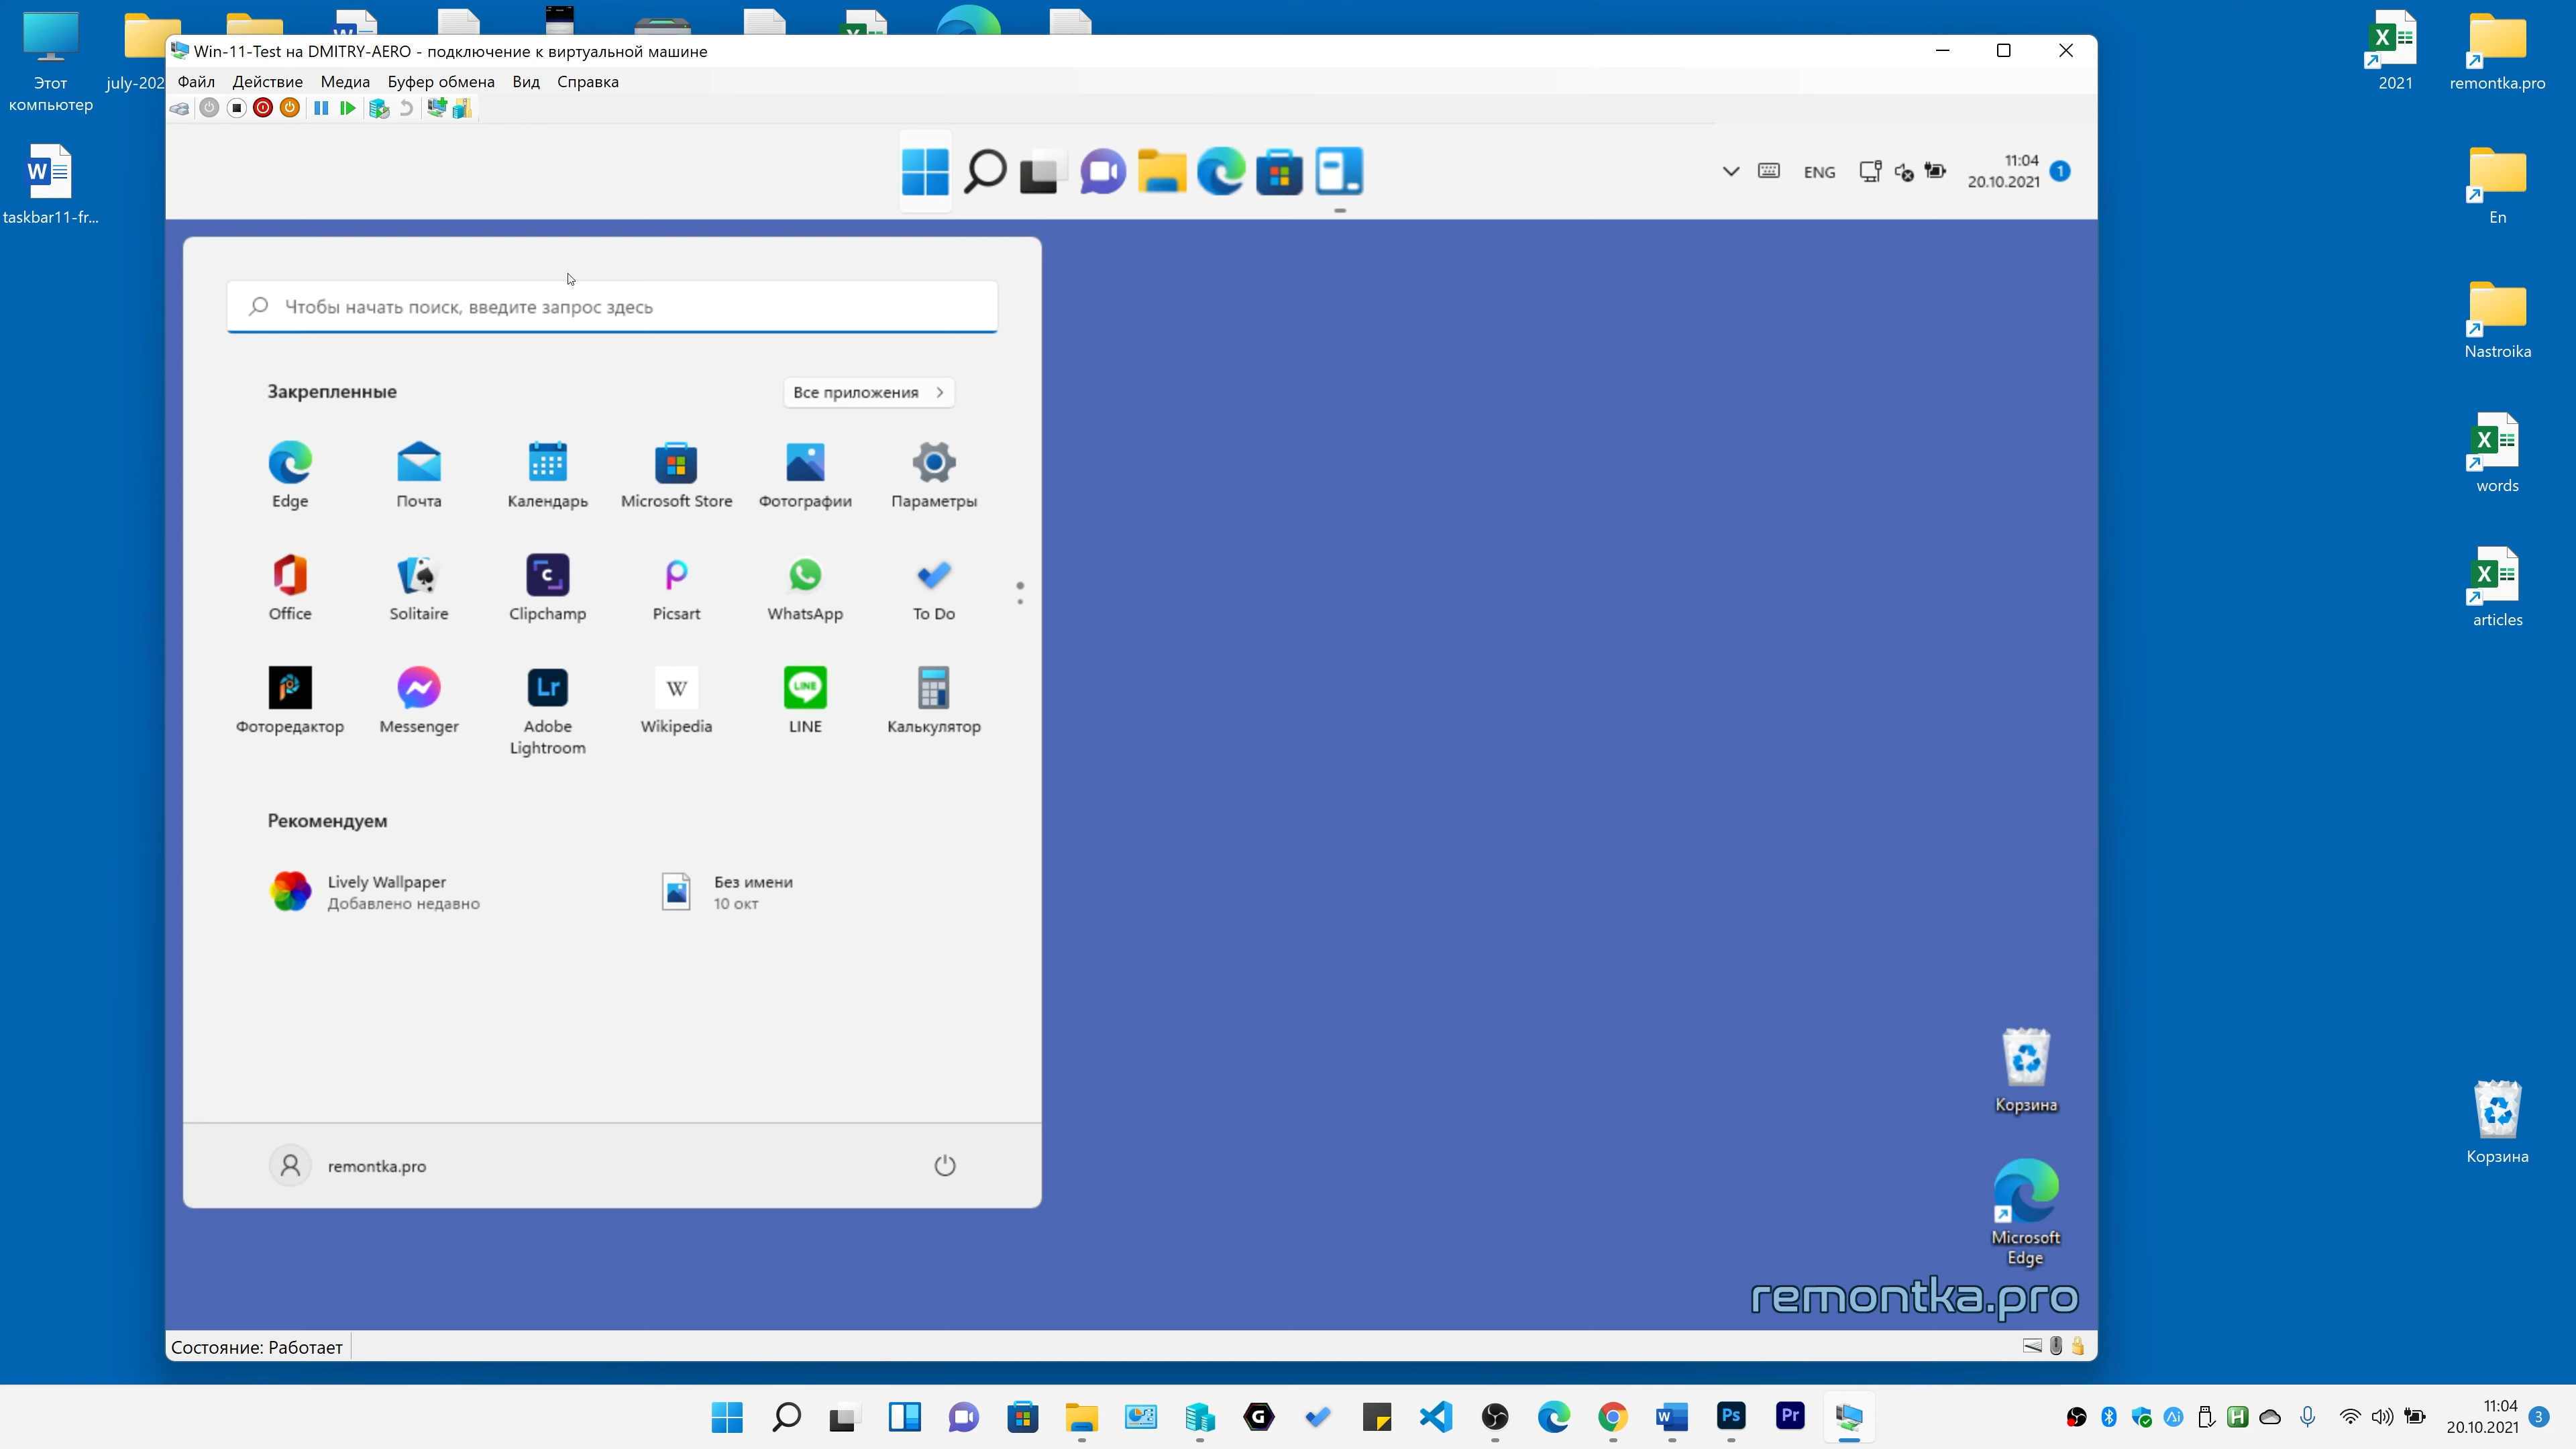 Этот
компьютер
july-202
taskbar11-fr...
Win-11-Test на DMITRY-AERO - подключение к виртуальной машине
Файл Действие Медиа Буфер обмена Вид Справка
ENG
11:04
20.10.2021
1
Чтобы начать поиск, введите запрос здесь
Закрепленные
Все приложения
Edge Почта Календарь Microsoft Store Фотографии Параметры
Office Solitaire Clipchamp Picsart WhatsApp To Do
Фоторедактор Messenger Adobe Lightroom Wikipedia LINE Калькулятор
Рекомендуем
Lively Wallpaper
Добавлено недавно
Без имени
10 окт
remontka.pro
Корзина
Microsoft
Edge
remontka.pro
Состояние: Работает
2021
remontka.pro
En
Nastroika
words
articles
Корзина
11:04
20.10.2021
3